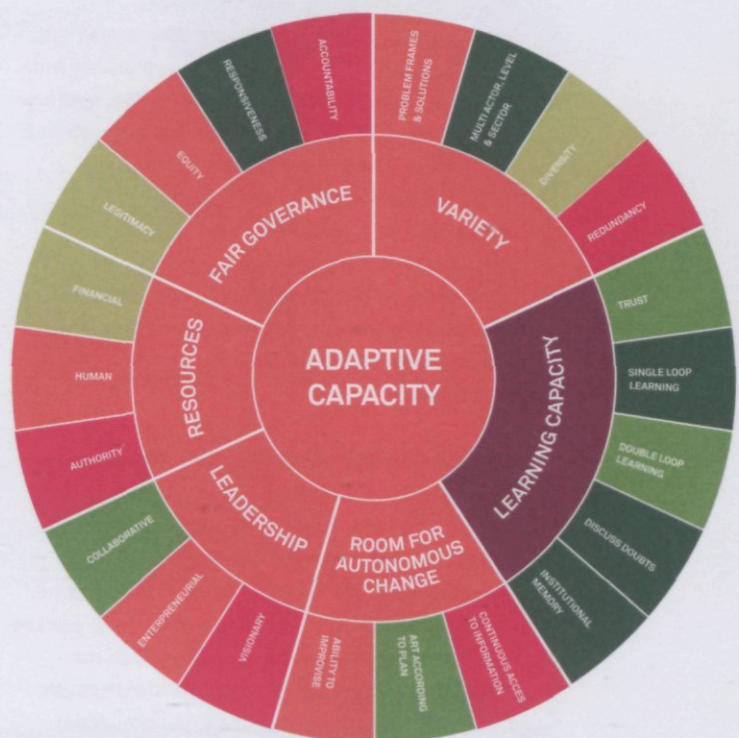 ADAPTIVE
CAPACITY
VARIETY
PROBLEM FRAMES
& SOLUTIONS
MULTI ACTOR, LEVEL
& SECTOR
DIVERSITY
REDUNDANCY
LEARNING CAPACITY
TRUST
SINGLE LOOP
LEARNING
DOUBLE LOOP
LEARNING
DISCUSS DOUBTS
INSTITUTIONAL
MEMORY
ROOM FOR
AUTONOMOUS
CHANGE
CONTINUOUS ACCES
TO INFORMATION
ART ACCORDING
TO PLAN
ABILITY TO
IMPROVISE
LEADERSHIP
VISIONARY
ENTERPRENEURIAL
COLLABORATIVE
RESOURCES
AUTHORITY
HUMAN
FINANCIAL
FAIR GOVERANCE
LEGITIMACY
EQUITY
RESPONSIVENESS
ACCOUNTABILITY